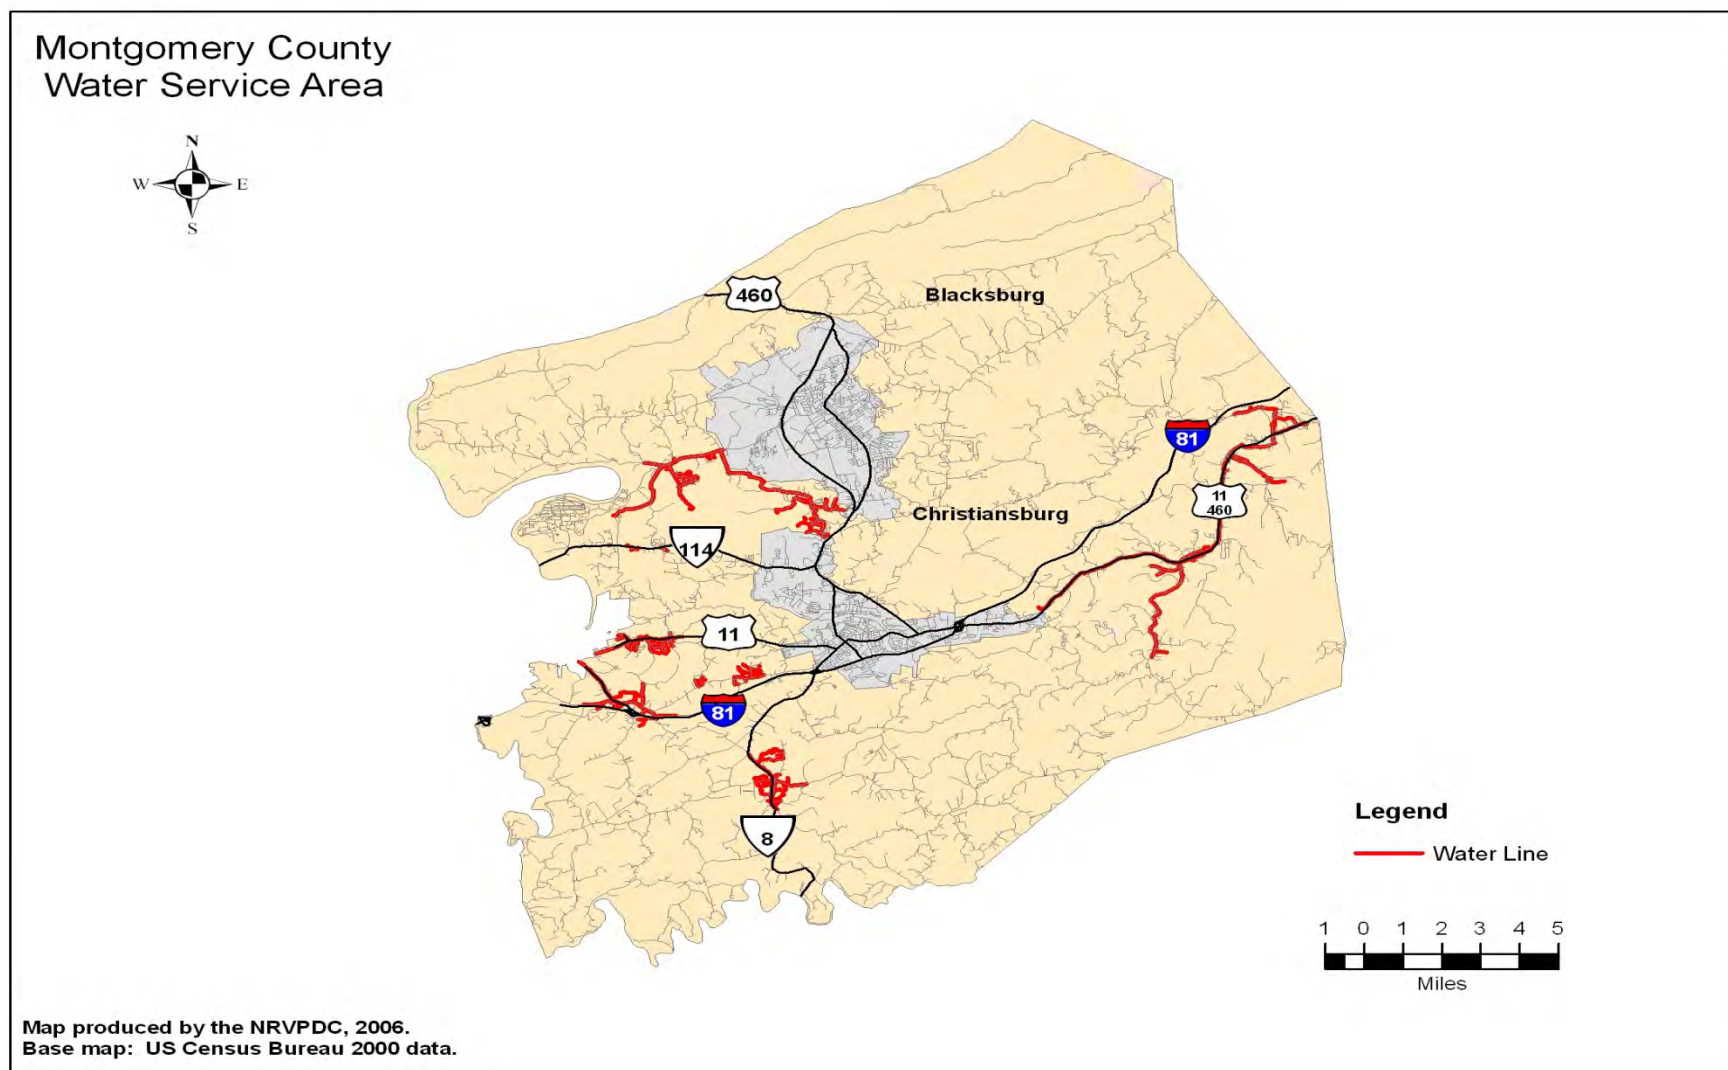 Montgomery County
Water Service Area
N
W E
S
460
Blacksburg
81
11
460
Christiansburg
114
11
81
8
Legend
Water Line
1 0 1 2 3 4 5
Miles
Map produced by the NRVPDC, 2006.
Base map: US Census Bureau 2000 data.